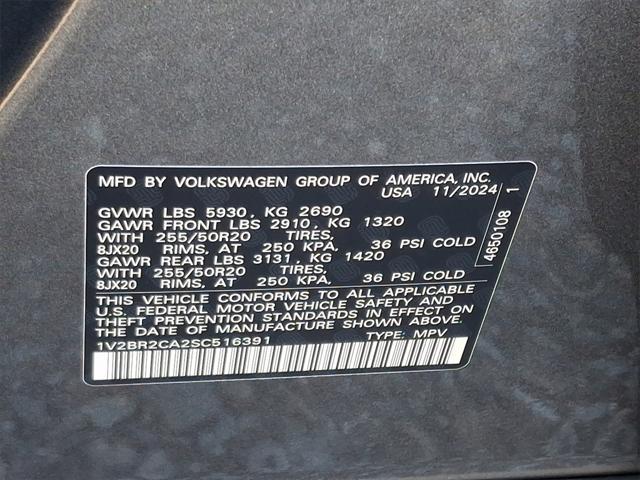 MFD BY VOLKSWAGEN GROUP OF AMERICA, INC.
USA 11/2024
GVWR LBS 5930, KG 2690
GAWR FRONT LBS 2910, KG 1320
WITH 255/50R20 TIRES,
8JX20 RIMS, AT 250 KPA, 36 PSI COLD
GAWR REAR LBS 3131, KG 1420
WITH 255/50R20 TIRES,
8JX20 RIMS, AT 250 KPA, 36 PSI COLD
THIS VEHICLE CONFORMS TO ALL APPLICABLE
U.S. FEDERAL MOTOR VEHICLE SAFETY AND
THEFT PREVENTION STANDARDS IN EFFECT ON
THE DATE OF MANUFACTURE SHOWN ABOVE.
1V2BR2CA2SC516391 TYPE: MPV
4650108 1